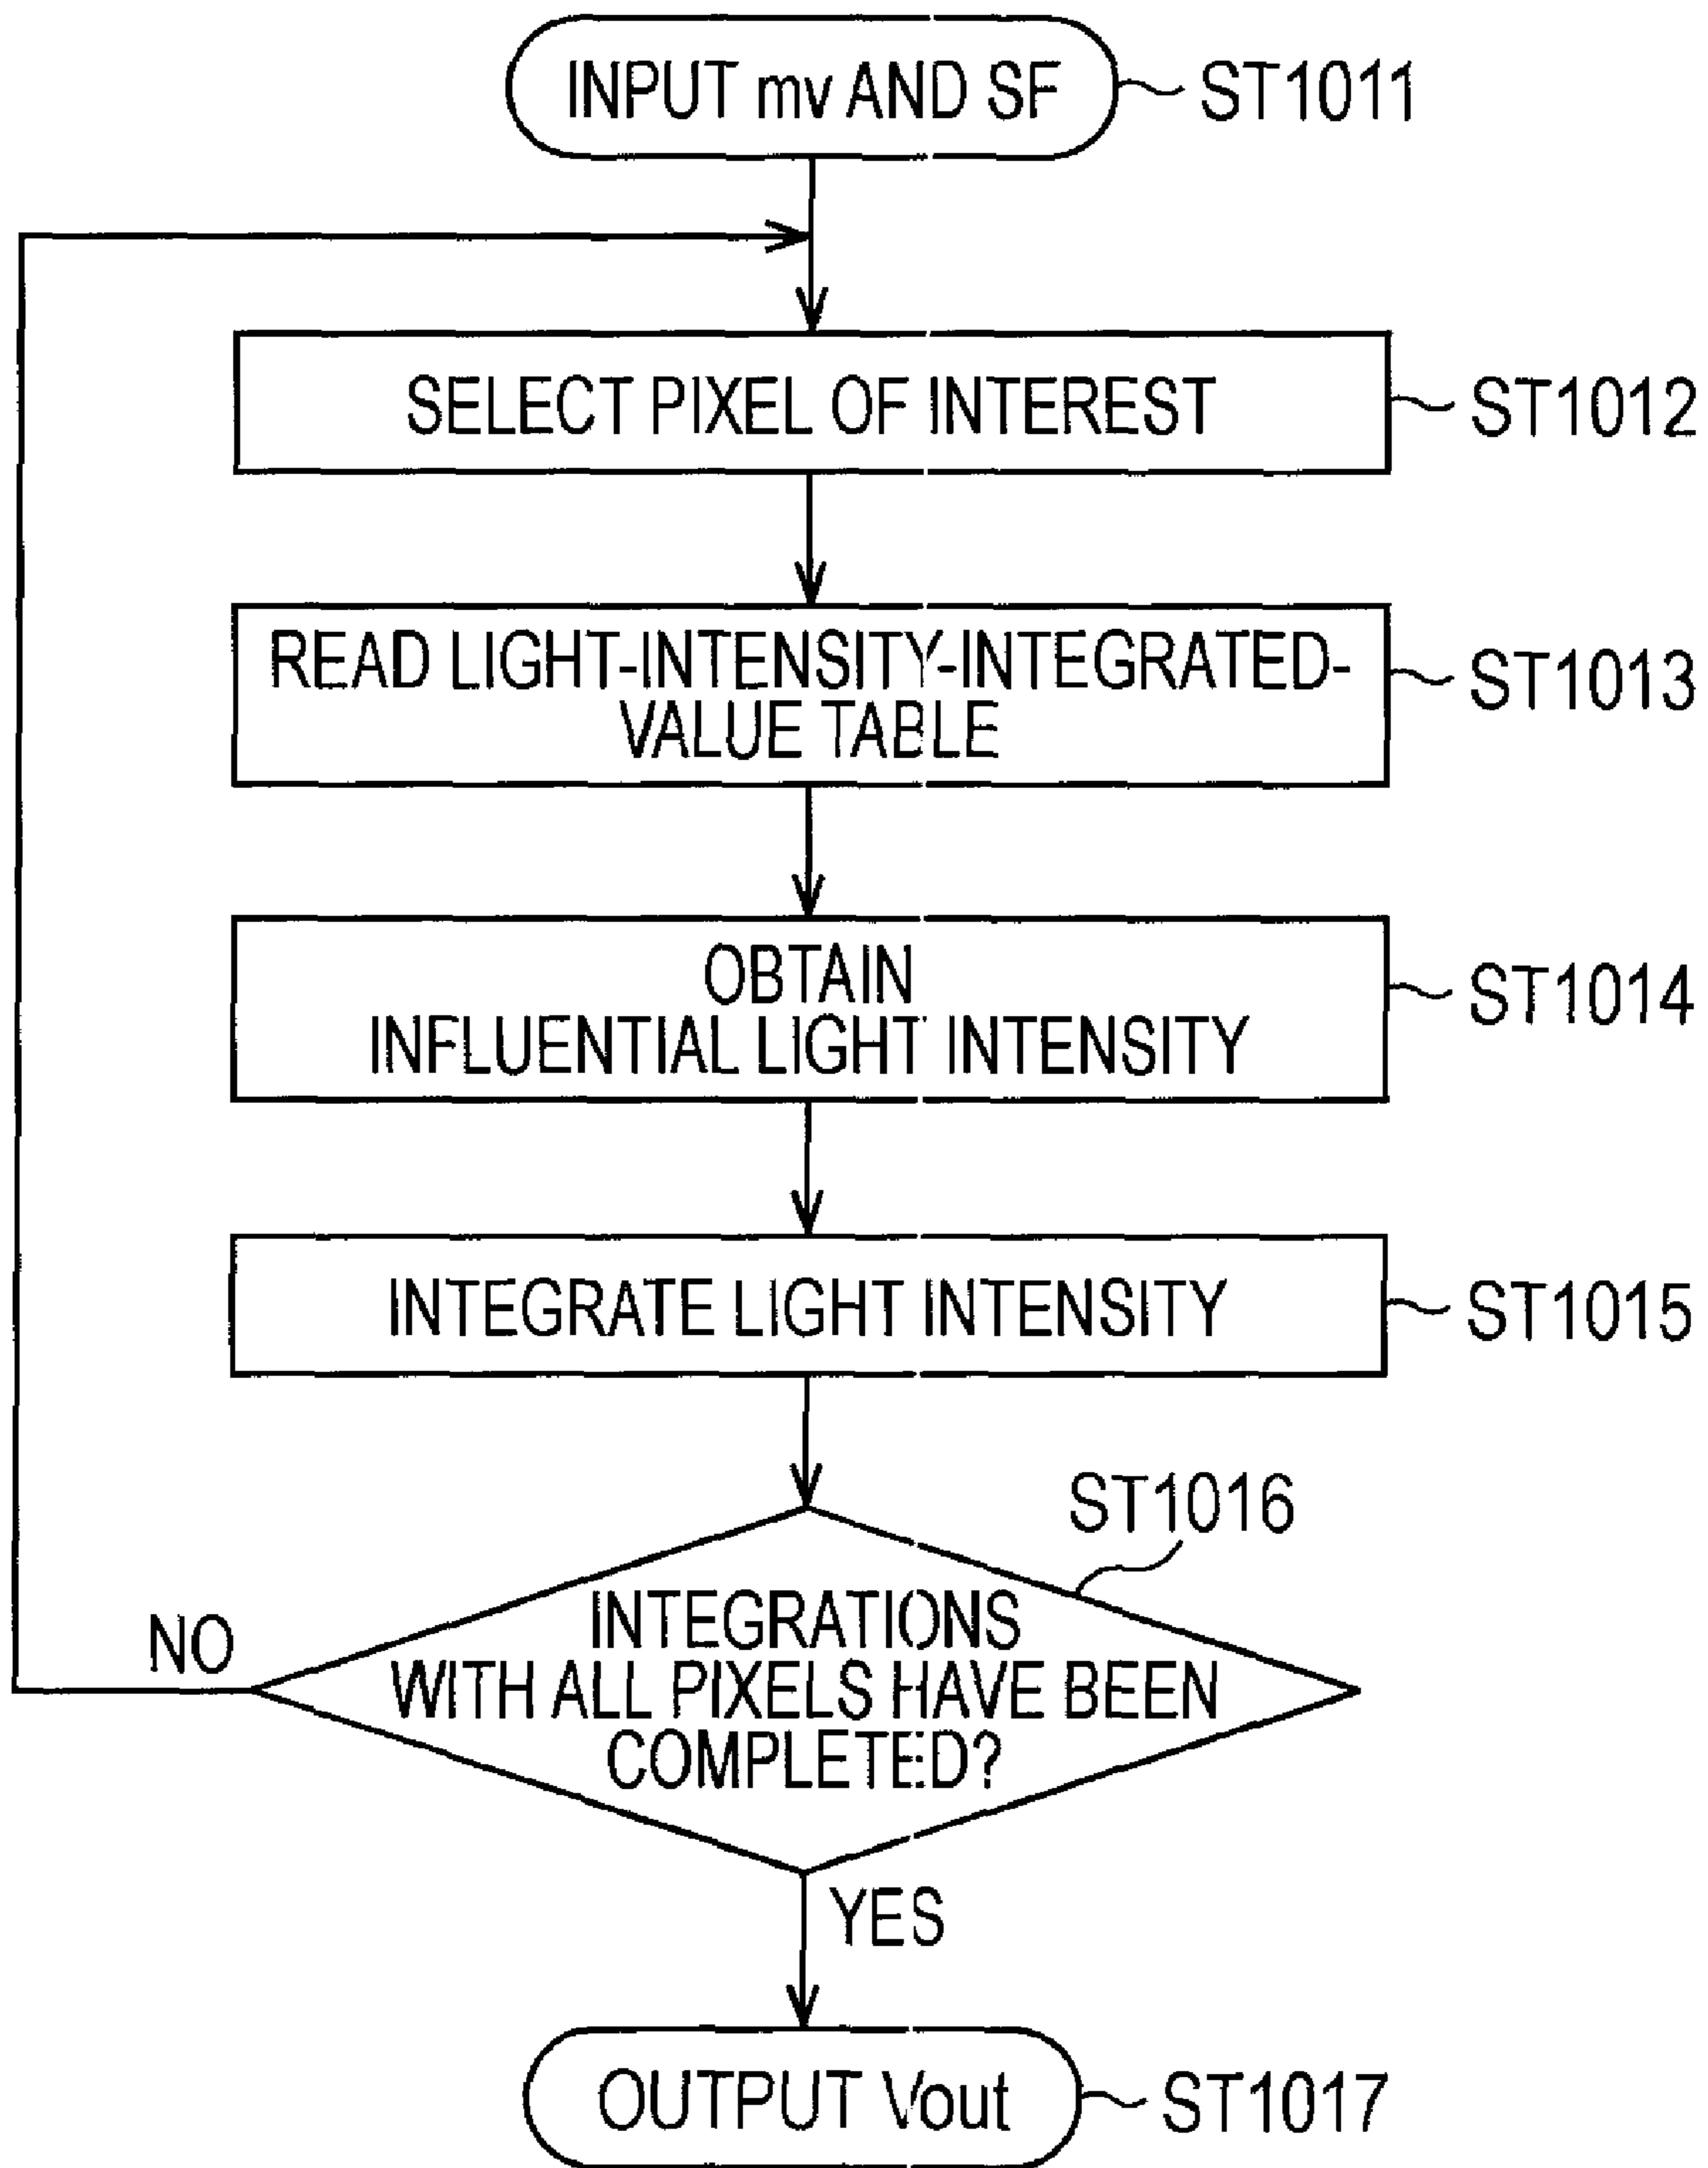 INPUT mv AND SF
ST1011
SELECT PIXEL OF INTEREST
ST1012
READ LIGHT-INTENSITY-INTEGRATED-
VALUE TABLE
ST1013
OBTAIN
INFLUENTIAL LIGHT INTENSITY
ST1014
INTEGRATE LIGHT INTENSITY
ST1015
ST1016
INTEGRATIONS
WITH ALL PIXELS HAVE BEEN
COMPLETED?
NO
YES
OUTPUT Vout
ST1017